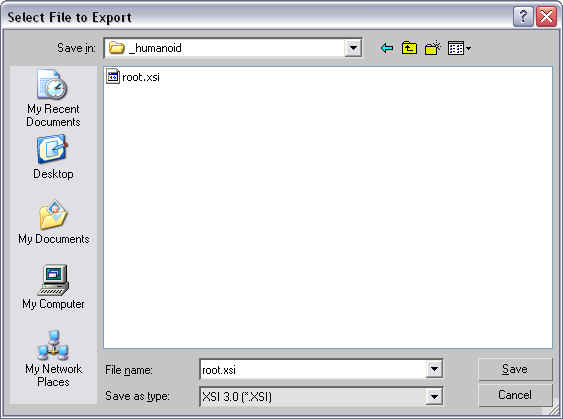 Select File to Export
Save in:
_humanoid
root.xsi
My Recent
Documents
Desktop
My Documents
My Computer
My Network
Places
File name:
root.xsi
Save
Save as type:
XSI 3.0 (*.XSI)
Cancel